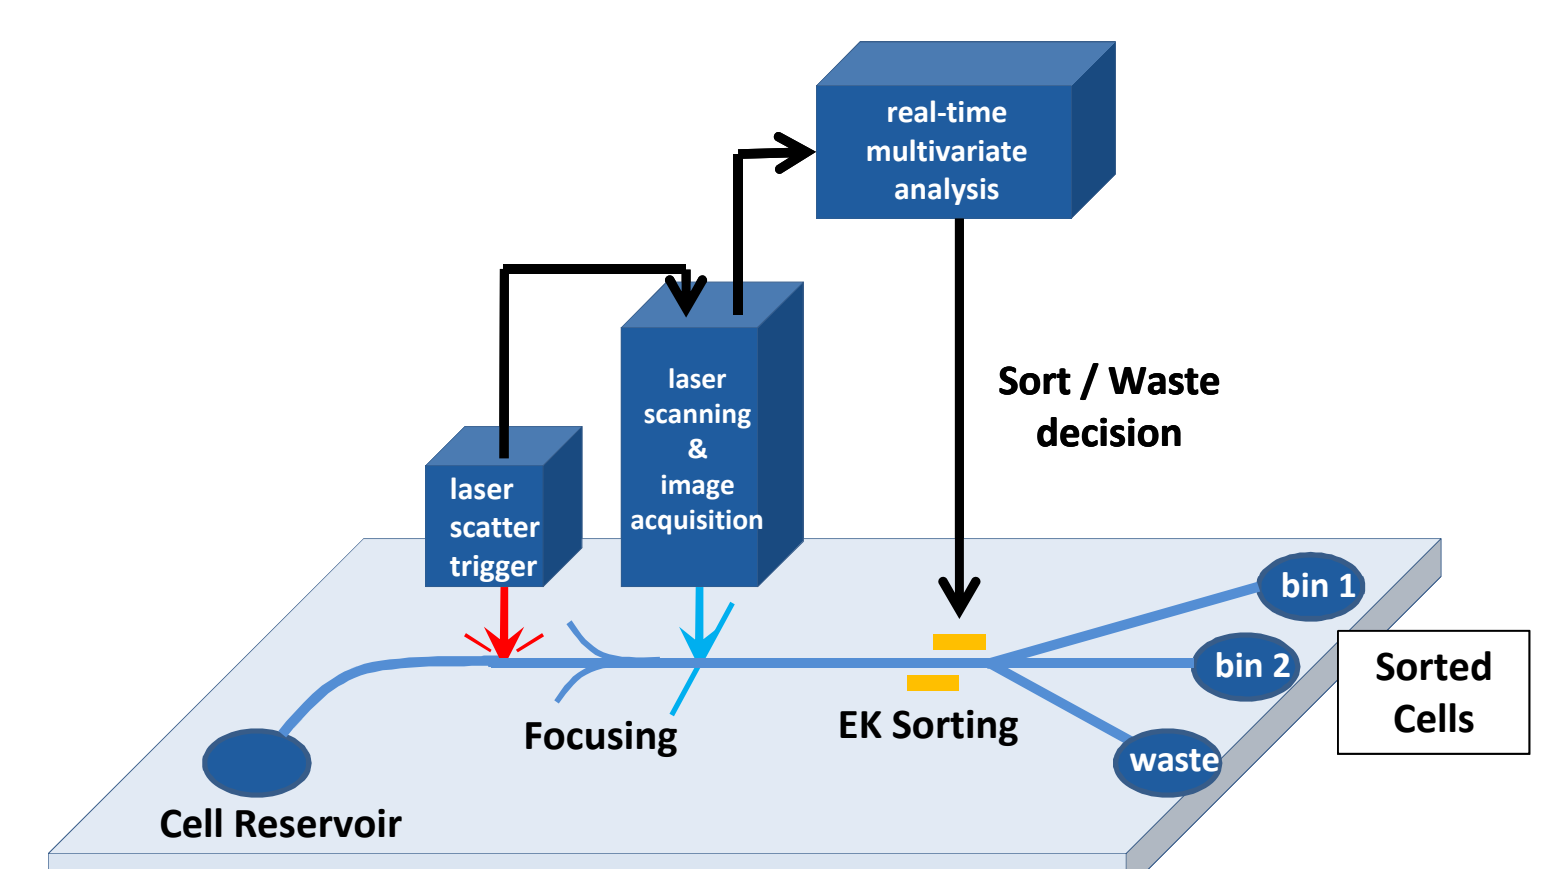 real-time
multivariate
analysis
laser
scanning
&
image
acquisition
Sort / Waste
decision
laser
scatter
trigger
bin 1
bin 2
Sorted
Cells
Focusing
EK Sorting
waste
Cell Reservoir